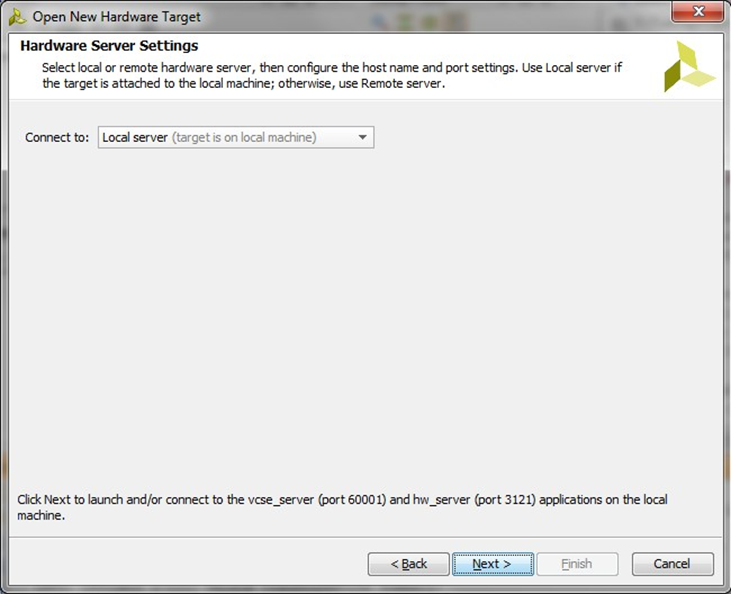 Open New Hardware Target
Hardware Server Settings
Select local or remote hardware server, then configure the host name and port settings. Use Local server if
the target is attached to the local machine; otherwise, use Remote server.
Connect to: Local server (target is on local machine)
Click Next to launch and/or connect to the vcse_server (port 60001) and hw_server (port 3121) applications on the local
machine.
< Back Next > Finish Cancel